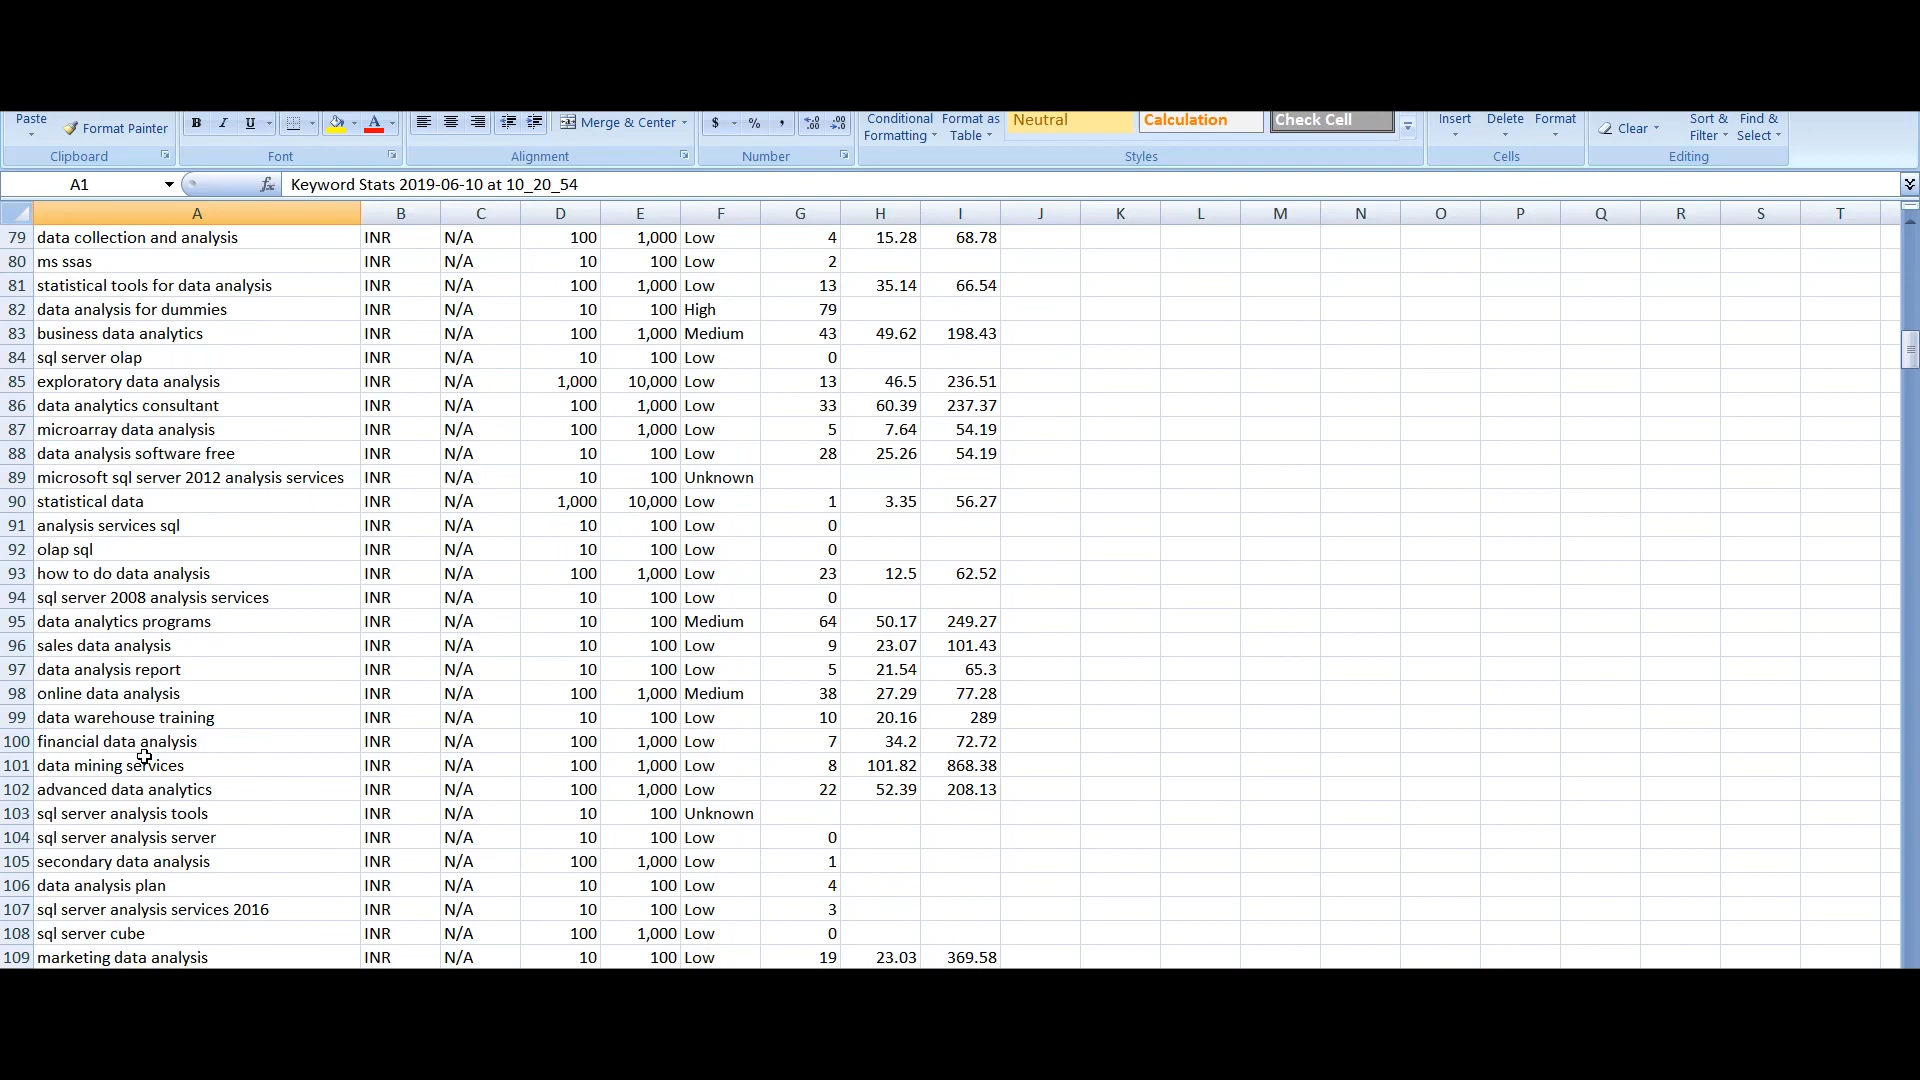 Paste Format Painter B I U A Merge & Center $ % , Conditional Formatting Format as Table Neutral Calculation Check Cell Insert Delete Format Clear Sort & Filter Find & Select
Clipboard Font Alignment Number Styles Cells Editing
A1 fx Keyword Stats 2019-06-10 at 10_20_54
A B C D E F G H I J K L M N O P Q R S T
79 data collection and analysis INR N/A 100 1,000 Low 4 15.28 68.78
80 ms ssas INR N/A 10 100 Low 2
81 statistical tools for data analysis INR N/A 100 1,000 Low 13 35.14 66.54
82 data analysis for dummies INR N/A 10 100 High 79
83 business data analytics INR N/A 100 1,000 Medium 43 49.62 198.43
84 sql server olap INR N/A 10 100 Low 0
85 exploratory data analysis INR N/A 1,000 10,000 Low 13 46.5 236.51
86 data analytics consultant INR N/A 100 1,000 Low 33 60.39 237.37
87 microarray data analysis INR N/A 100 1,000 Low 5 7.64 54.19
88 data analysis software free INR N/A 10 100 Low 28 25.26 54.19
89 microsoft sql server 2012 analysis services INR N/A 10 100 Unknown
90 statistical data INR N/A 1,000 10,000 Low 1 3.35 56.27
91 analysis services sql INR N/A 10 100 Low 0
92 olap sql INR N/A 10 100 Low 0
93 how to do data analysis INR N/A 100 1,000 Low 23 12.5 62.52
94 sql server 2008 analysis services INR N/A 10 100 Low 0
95 data analytics programs INR N/A 10 100 Medium 64 50.17 249.27
96 sales data analysis INR N/A 10 100 Low 9 23.07 101.43
97 data analysis report INR N/A 10 100 Low 5 21.54 65.3
98 online data analysis INR N/A 100 1,000 Medium 38 27.29 77.28
99 data warehouse training INR N/A 10 100 Low 10 20.16 289
100 financial data analysis INR N/A 100 1,000 Low 7 34.2 72.72
101 data mining services INR N/A 100 1,000 Low 8 101.82 868.38
102 advanced data analytics INR N/A 100 1,000 Low 22 52.39 208.13
103 sql server analysis tools INR N/A 10 100 Unknown
104 sql server analysis server INR N/A 10 100 Low 0
105 secondary data analysis INR N/A 100 1,000 Low 1
106 data analysis plan INR N/A 10 100 Low 4
107 sql server analysis services 2016 INR N/A 10 100 Low 3
108 sql server cube INR N/A 100 1,000 Low 0
109 marketing data analysis INR N/A 10 100 Low 19 23.03 369.58